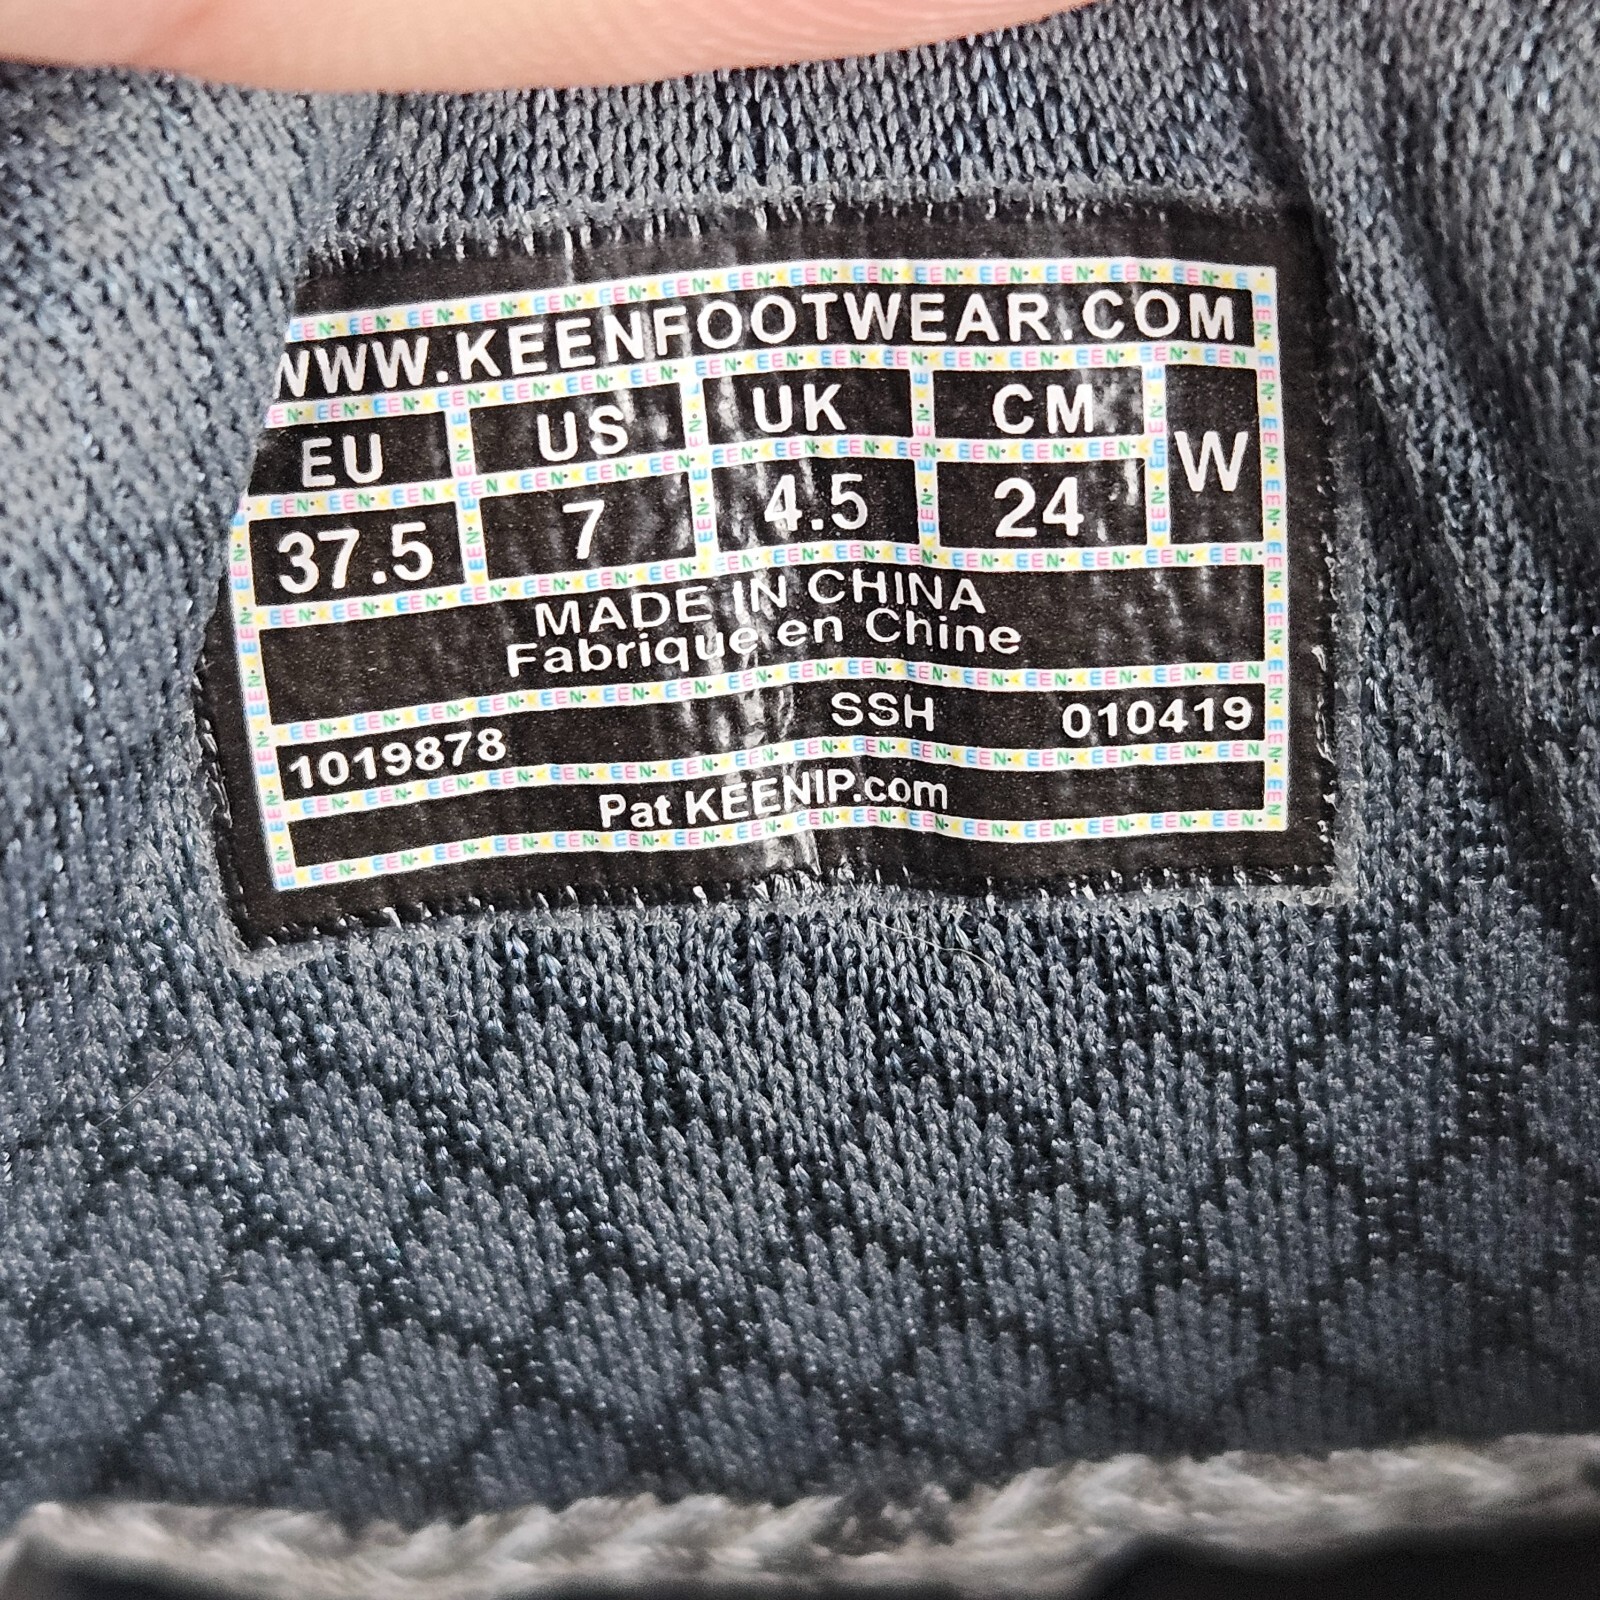 WWW.KEENFOOTWEAR.COM
EU US UK CM W
37.5 7 4.5 24
MADE IN CHINA
Fabriqué en Chine
1019878 SSH 010419
Pat KEENIP.com